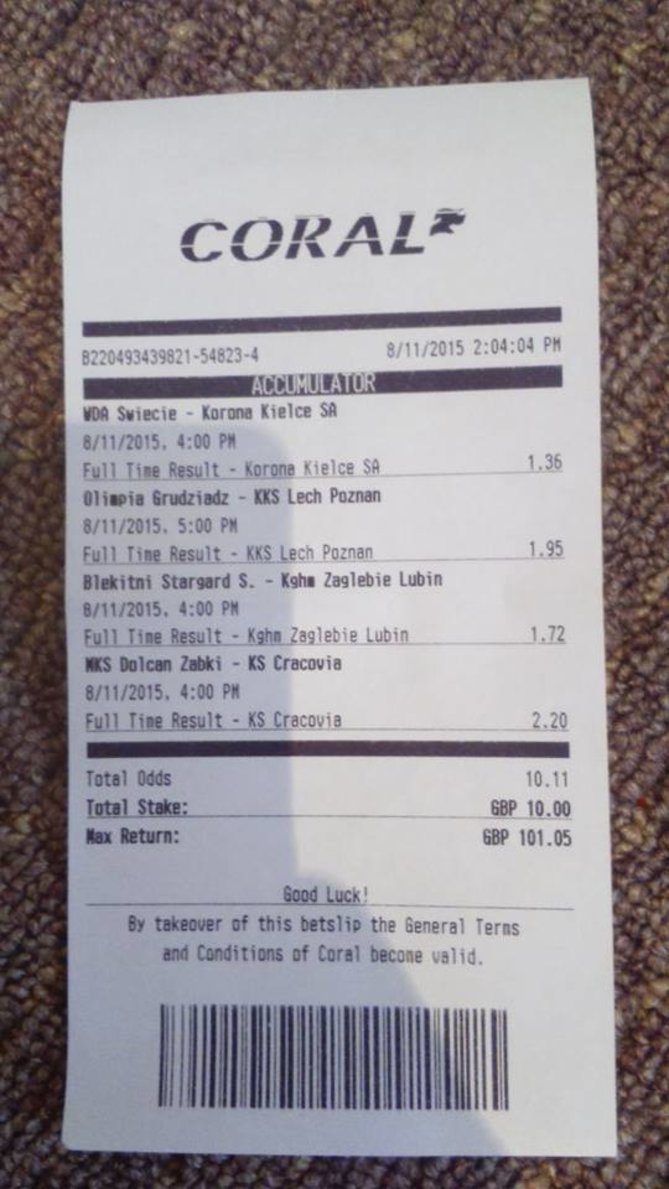 CORAL
B220493439821-54823-4 8/11/2015 2:04:04 PM
ACCUMULATOR
WDA Swiecie - Korona Kielce SA
8/11/2015, 4:00 PM
Full Time Result - Korona Kielce SA 1.36
Olimpia Grudziadz - KKS Lech Poznan
8/11/2015, 5:00 PM
Full Time Result - KKS Lech Poznan 1.95
Blekitni Stargard S. - Kghm Zaglebie Lubin
8/11/2015, 4:00 PM
Full Time Result - Kghm Zaglebie Lubin 1.72
MKS Dolcan Zabki - KS Cracovia
8/11/2015, 4:00 PM
Full Time Result - KS Cracovia 2.20
Total Odds 10.11
Total Stake: GBP 10.00
Max Return: GBP 101.05
Good Luck!
By takeover of this betslip the General Terms
and Conditions of Coral become valid.